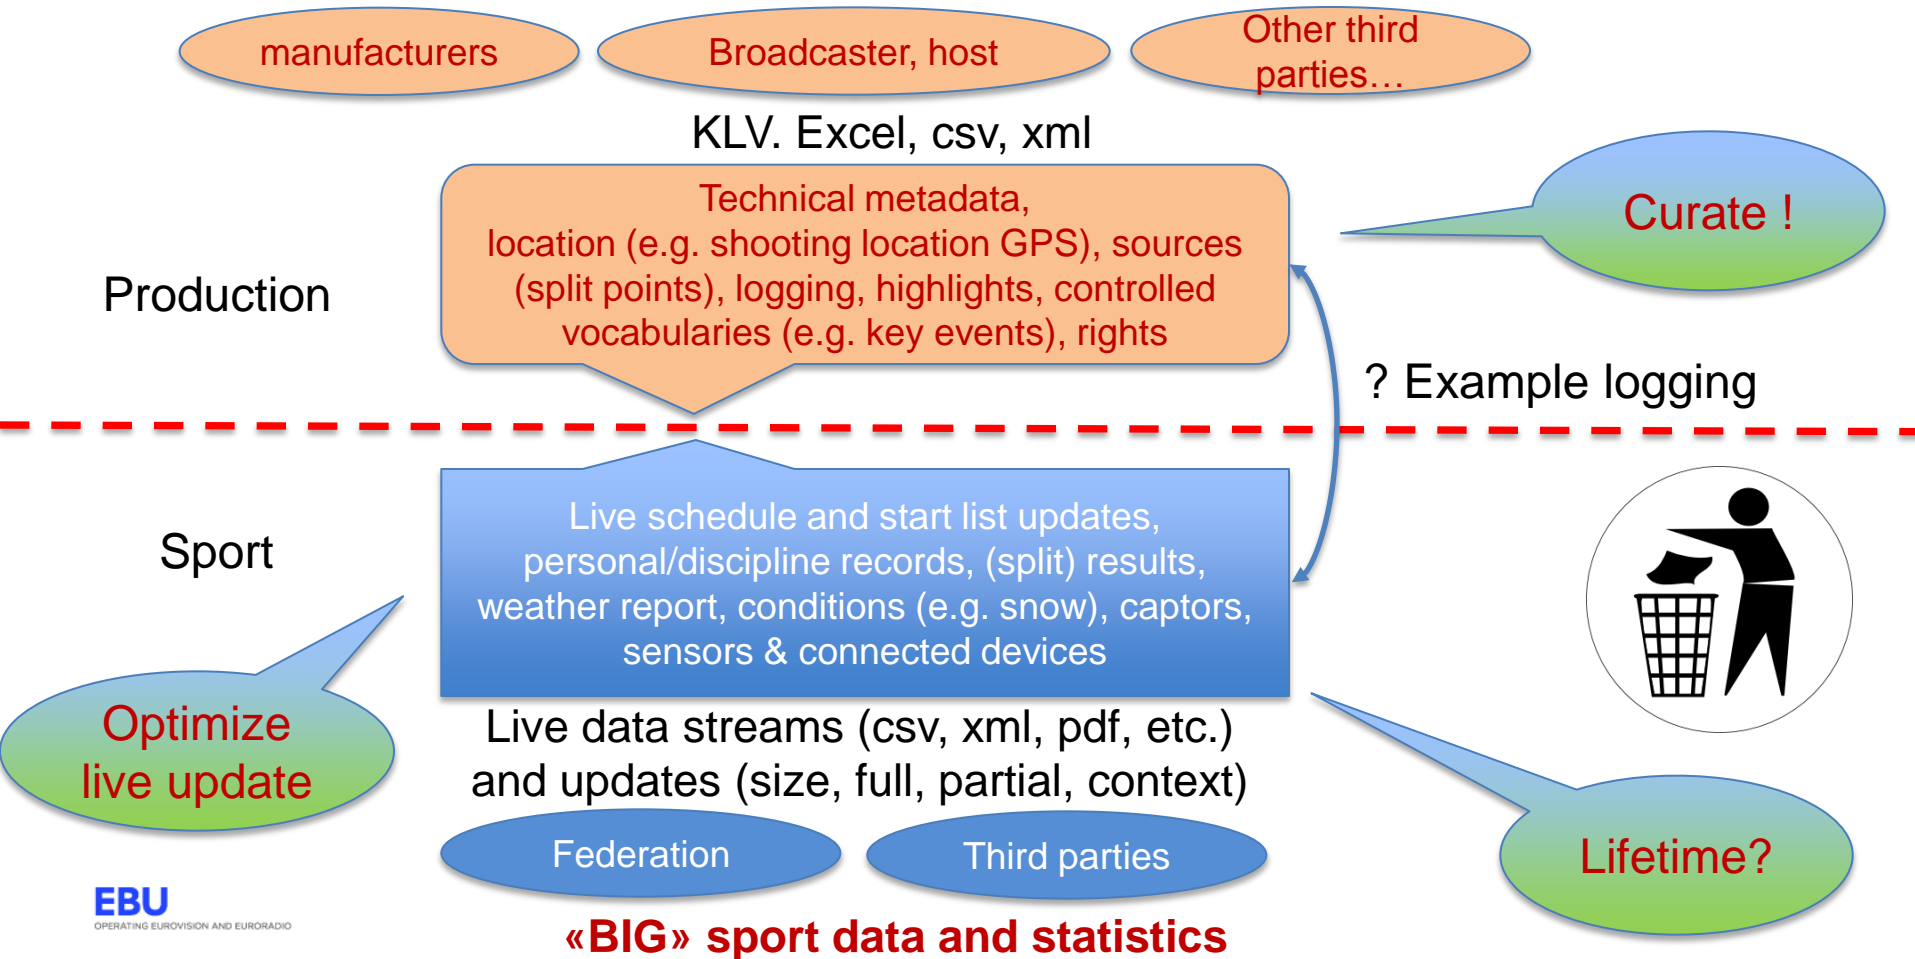 manufacturers
Broadcaster, host
Other third
parties…
KLV. Excel, csv, xml
Technical metadata,
location (e.g. shooting location GPS), sources
(split points), logging, highlights, controlled
vocabularies (e.g. key events), rights
Curate !
Production
? Example logging
Sport
Live schedule and start list updates,
personal/discipline records, (split) results,
weather report, conditions (e.g. snow), captors,
sensors & connected devices
Optimize
live update
Live data streams (csv, xml, pdf, etc.)
and updates (size, full, partial, context)
Federation
Third parties
Lifetime?
EBU
OPERATING EUROVISION AND EURORADIO
«BIG» sport data and statistics